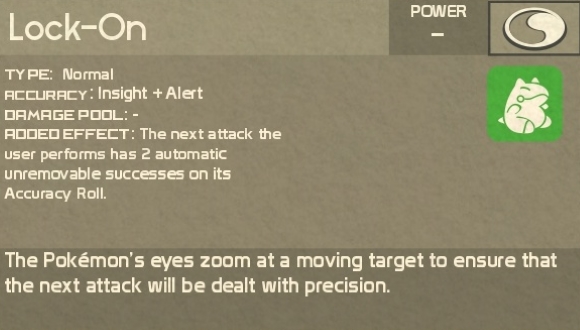 Lock-On
POWER
–
TYPE: Normal
ACCURACY: Insight + Alert
DAMAGE POOL: -
ADDED EFFECT: The next attack the
user performs has 2 automatic
unremovable successes on its
Accuracy Roll.
The Pokémon's eyes zoom at a moving target to ensure that
the next attack will be dealt with precision.